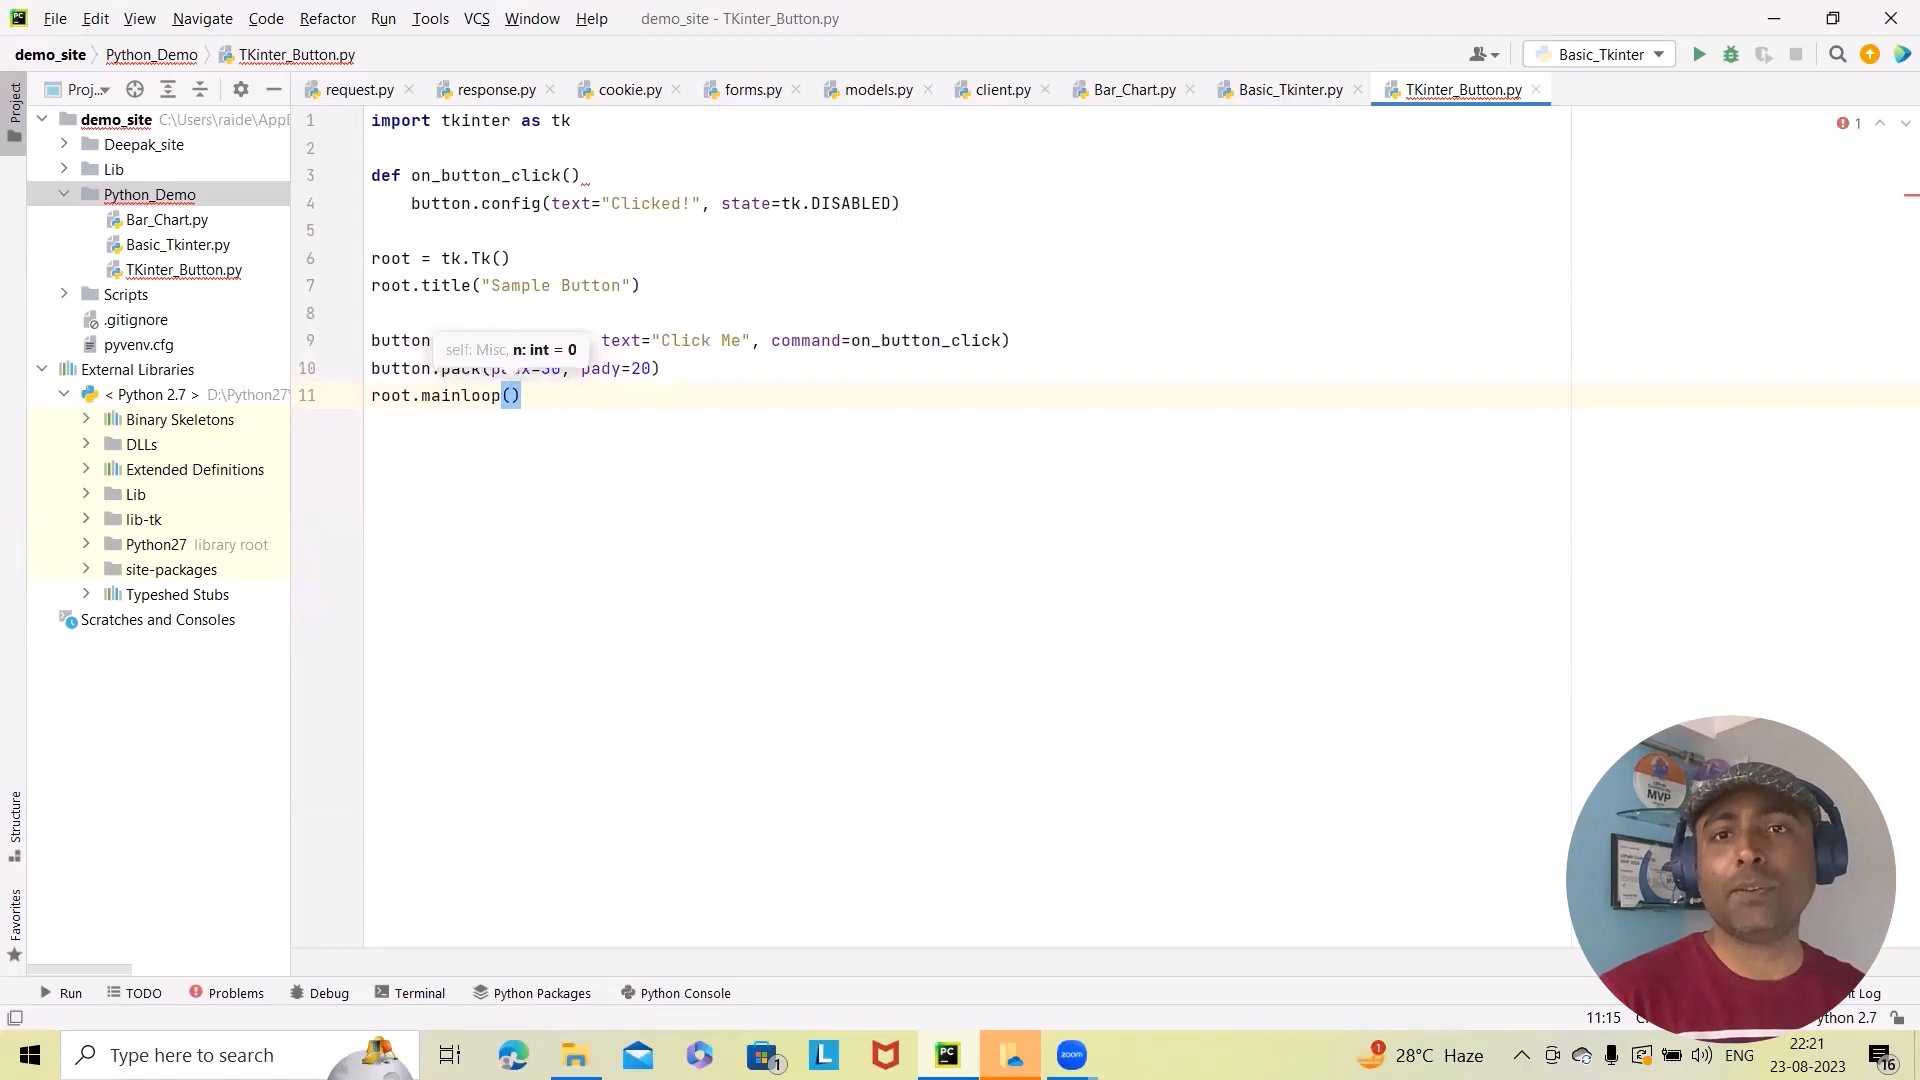 File Edit View Navigate Code Refactor Run Tools VCS Window Help demo_site - TKinter_Button.py
demo_site Python_Demo TKinter_Button.py Basic_Tkinter
Project
Proj... request.py response.py cookie.py forms.py models.py client.py Bar_Chart.py Basic_Tkinter.py TKinter_Button.py
demo_site C:\Users\raide\AppD
Deepak_site
Lib
Python_Demo
Bar_Chart.py
Basic_Tkinter.py
TKinter_Button.py
Scripts
.gitignore
pyvenv.cfg
External Libraries
< Python 2.7 > D:\Python27\
Binary Skeletons
DLLs
Extended Definitions
Lib
lib-tk
Python27 library root
site-packages
Typeshed Stubs
Scratches and Consoles
1 import tkinter as tk
2
3 def on_button_click()
4 button.config(text="Clicked!", state=tk.DISABLED)
5
6 root = tk.Tk()
7 root.title("Sample Button")
8
9 button text="Click Me", command=on_button_click)
self: Misc, n: int = 0
10 button.pack( pady=20)
11 root.mainloop()
1
MVP
Structure
Favorites
Run TODO Problems Debug Terminal Python Packages Python Console t Log
11:15 ython 2.7
Type here to search
1
L
zoom
1
28°C Haze
ENG
22:21
23-08-2023
16